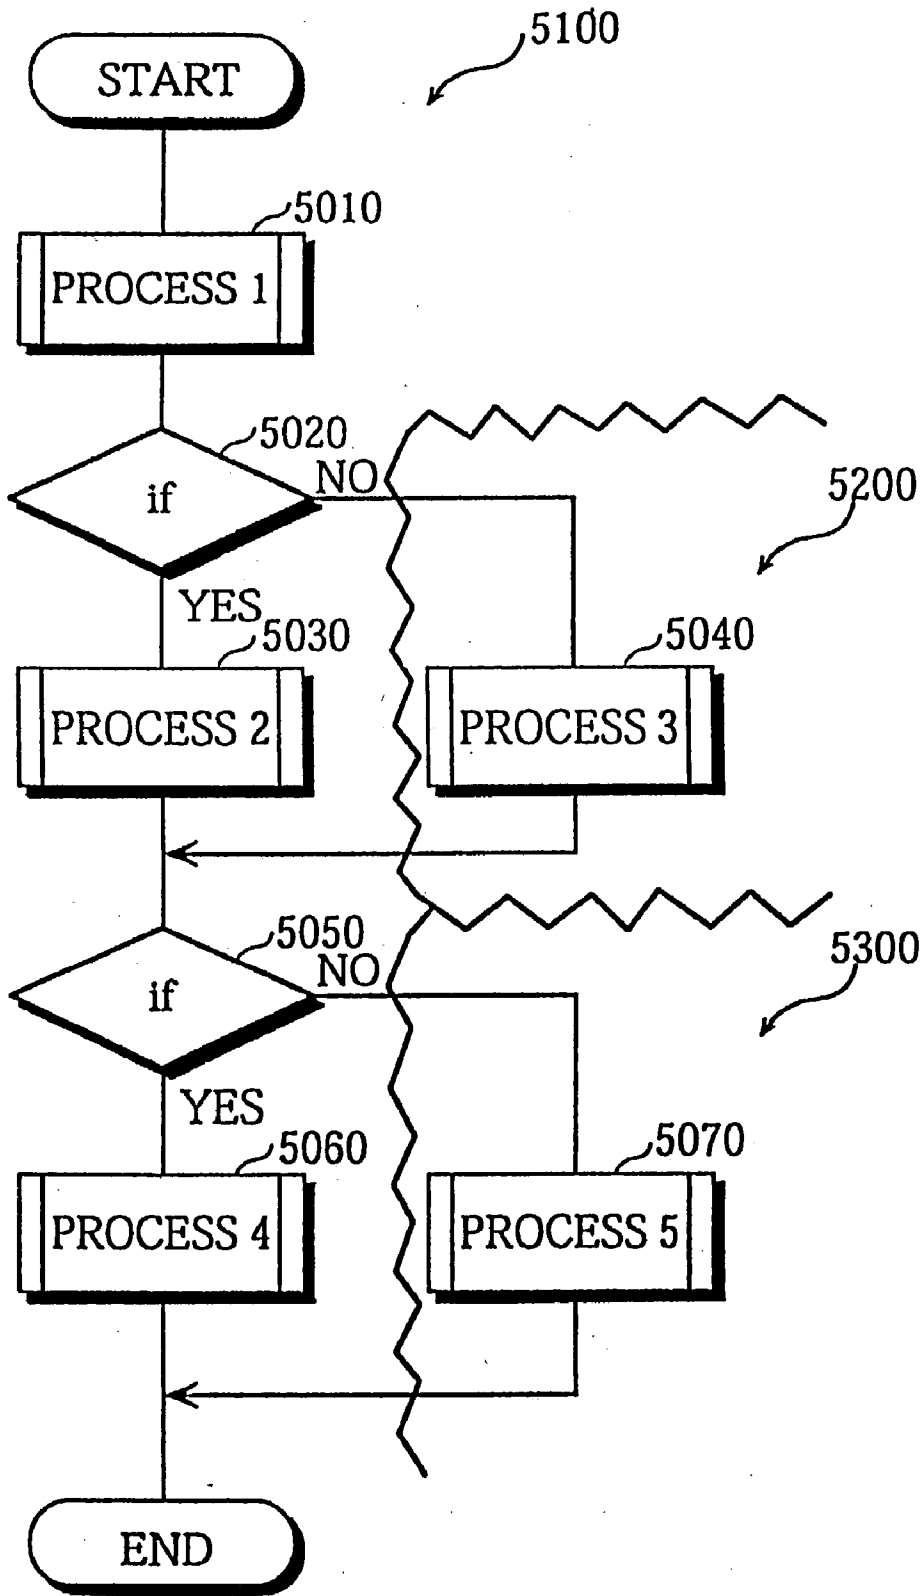 5100
START
5010
PROCESS 1
5020
if
NO
5200
YES
5030
5040
PROCESS 2
PROCESS 3
5050
if
NO
5300
YES
5060
5070
PROCESS 4
PROCESS 5
END